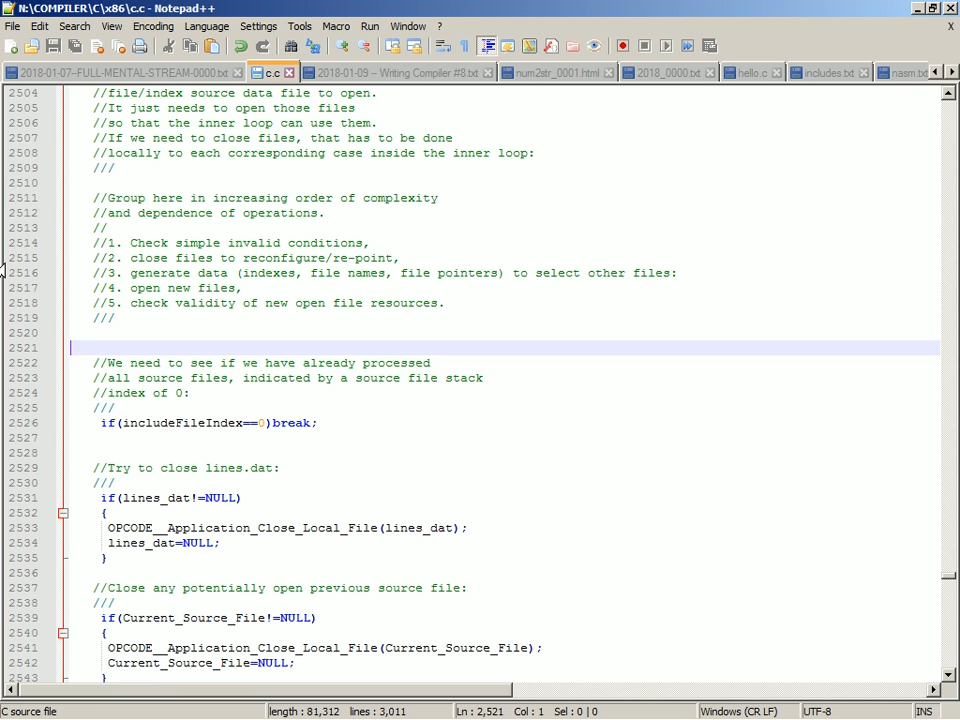 N:\COMPILER\C\x86\c.c - Notepad++
File Edit Search View Encoding Language Settings Tools Macro Run Window ? X
2018-01-07-FULL-MENTAL-STREAM-0000.txt c.c 2018-01-09 -- Writing Compiler #8.txt num2str_0001.html 2018_0000.txt hello.c includes.txt nasm.tx
2504 //file/index source data file to open.
2505 //It just needs to open those files
2506 //so that the inner loop can use them.
2507 //If we need to close files, that has to be done
2508 //locally to each corresponding case inside the inner loop:
2509 ///
2510
2511 //Group here in increasing order of complexity
2512 //and dependence of operations.
2513 //
2514 //1. Check simple invalid conditions,
2515 //2. close files to reconfigure/re-point,
2516 //3. generate data (indexes, file names, file pointers) to select other files:
2517 //4. open new files,
2518 //5. check validity of new open file resources.
2519 ///
2520
2521
2522 //We need to see if we have already processed
2523 //all source files, indicated by a source file stack
2524 //index of 0:
2525 ///
2526 if(includeFileIndex==0)break;
2527
2528
2529 //Try to close lines.dat:
2530 ///
2531 if(lines_dat!=NULL)
2532 {
2533 OPCODE__Application_Close_Local_File(lines_dat);
2534 lines_dat=NULL;
2535 }
2536
2537 //Close any potentially open previous source file:
2538 ///
2539 if(Current_Source_File!=NULL)
2540 {
2541 OPCODE__Application_Close_Local_File(Current_Source_File);
2542 Current_Source_File=NULL;
2543 }
C source file length : 81,312 lines : 3,011 Ln : 2,521 Col : 1 Sel : 0 | 0 Windows (CR LF) UTF-8 INS